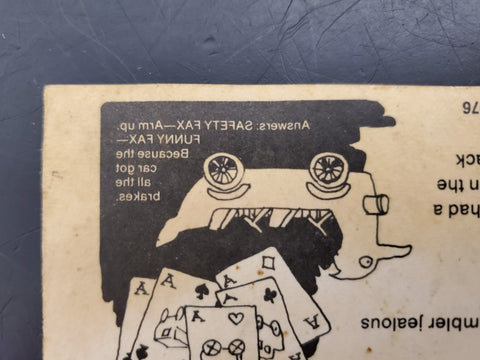 Answers: SAFETY FAX—Arm up.
FUNNY FAX—
Because the
car got
all the
brakes.
mbler jealous
had a
n the
ack
76